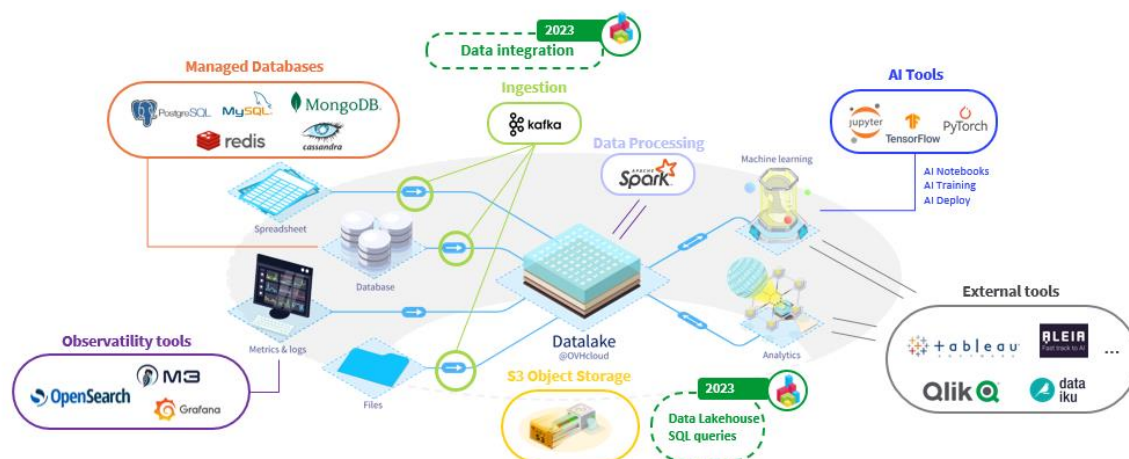 2023
Data integration
Managed Databases
PostgreSQL
MySQL
MongoDB
redis
cassandra
Ingestion
kafka
Data Processing
APACHE
Spark
AI Tools
jupyter
TensorFlow
PyTorch
AI Notebooks
AI Training
AI Deploy
Machine learning
Spreadsheet
Database
Metrics & logs
Files
Datalake
@OVHcloud
Analytics
Observatility tools
M3
OpenSearch
Grafana
S3 Object Storage
S3
2023
Data Lakehouse
SQL queries
External tools
+ a b l e a u
ALEIA
Fast track to AI
...
Qlik
data
iku